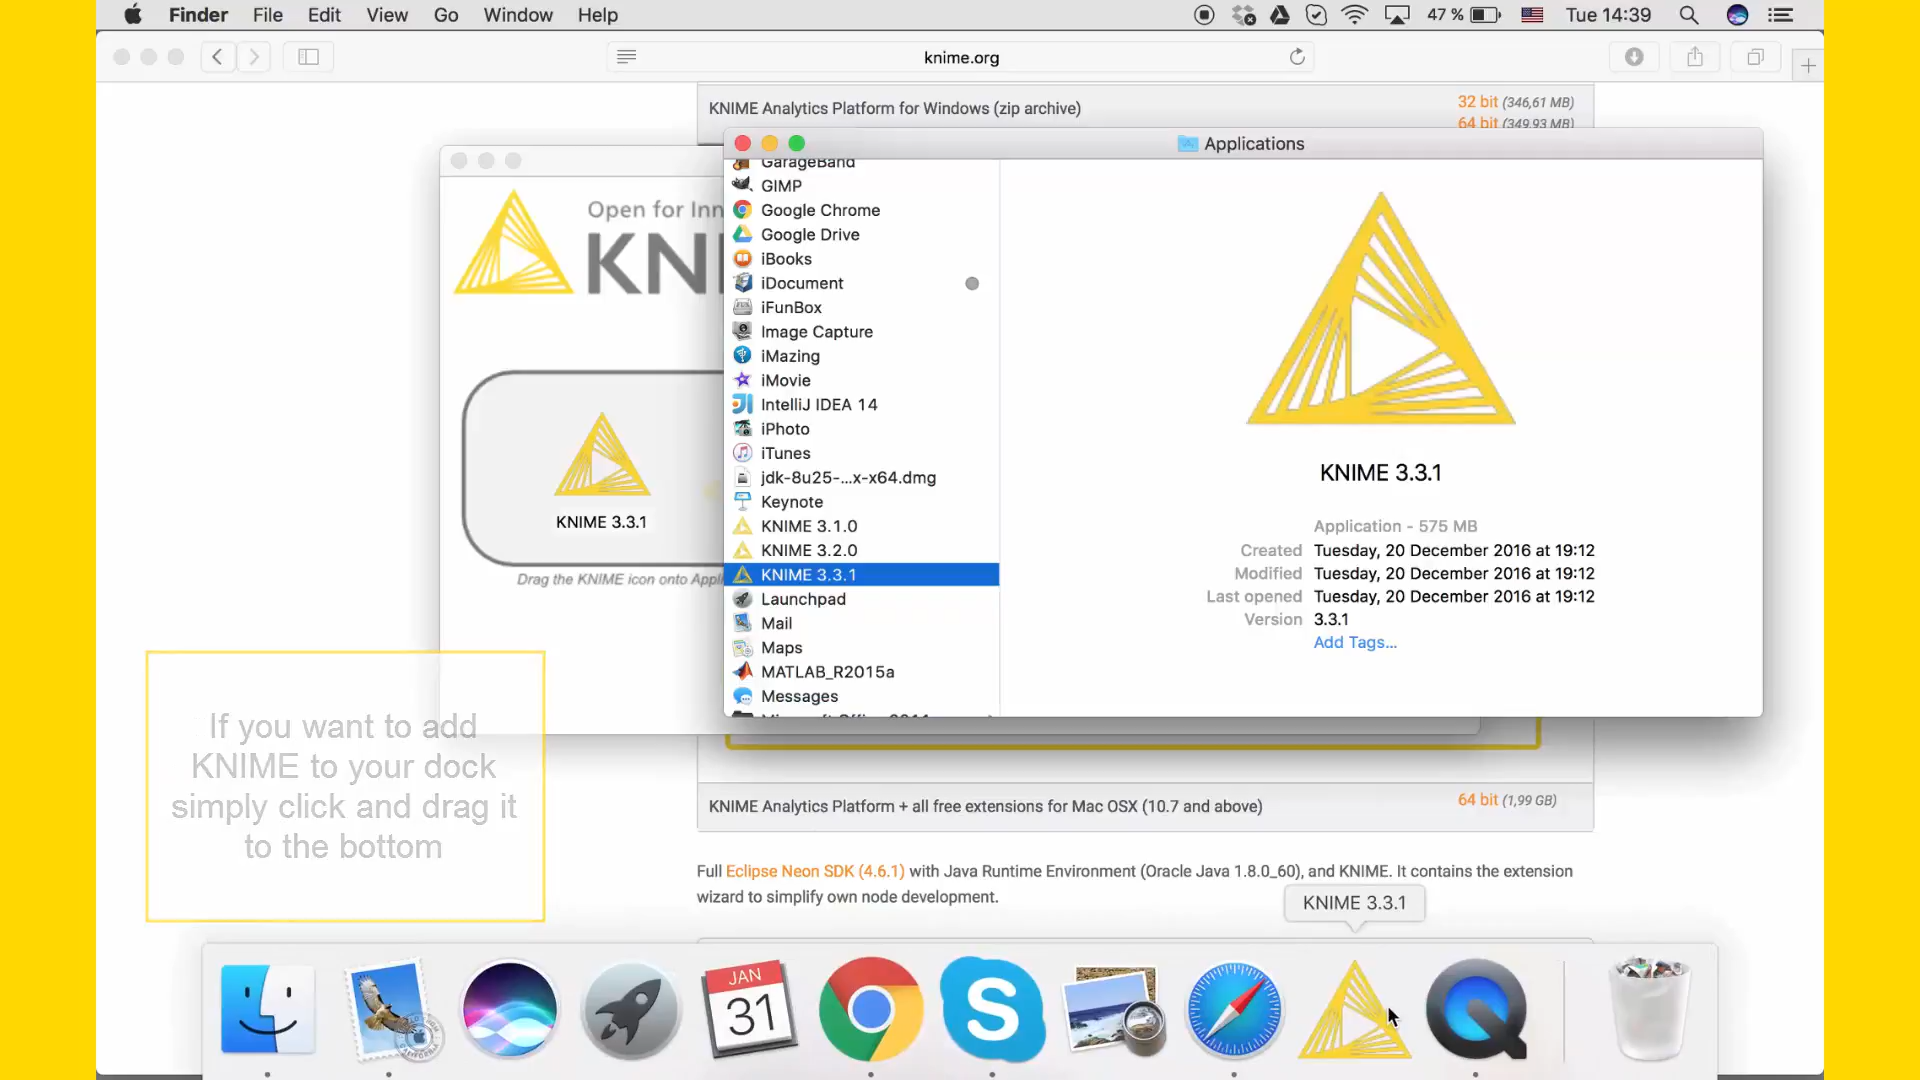 Finder File Edit View Go Window Help
47 % Tue 14:39
knime.org
KNIME Analytics Platform for Windows (zip archive)
32 bit (346,61 MB)
64 bit (349,93 MB)
Applications
Open for Inn
KNI
KNIME 3.3.1
Drag the KNIME icon onto Appli
GarageBand
GIMP
Google Chrome
Google Drive
iBooks
iDocument
iFunBox
Image Capture
iMazing
iMovie
IntelliJ IDEA 14
iPhoto
iTunes
jdk-8u25-...x-x64.dmg
Keynote
KNIME 3.1.0
KNIME 3.2.0
KNIME 3.3.1
Launchpad
Mail
Maps
MATLAB_R2015a
Messages
KNIME 3.3.1
Application - 575 MB
Created Tuesday, 20 December 2016 at 19:12
Modified Tuesday, 20 December 2016 at 19:12
Last opened Tuesday, 20 December 2016 at 19:12
Version 3.3.1
Add Tags...
If you want to add
KNIME to your dock
simply click and drag it
to the bottom
KNIME Analytics Platform + all free extensions for Mac OSX (10.7 and above)
64 bit (1,99 GB)
Full Eclipse Neon SDK (4.6.1) with Java Runtime Environment (Oracle Java 1.8.0_60), and KNIME. It contains the extension
wizard to simplify own node development.
KNIME 3.3.1
JAN
31